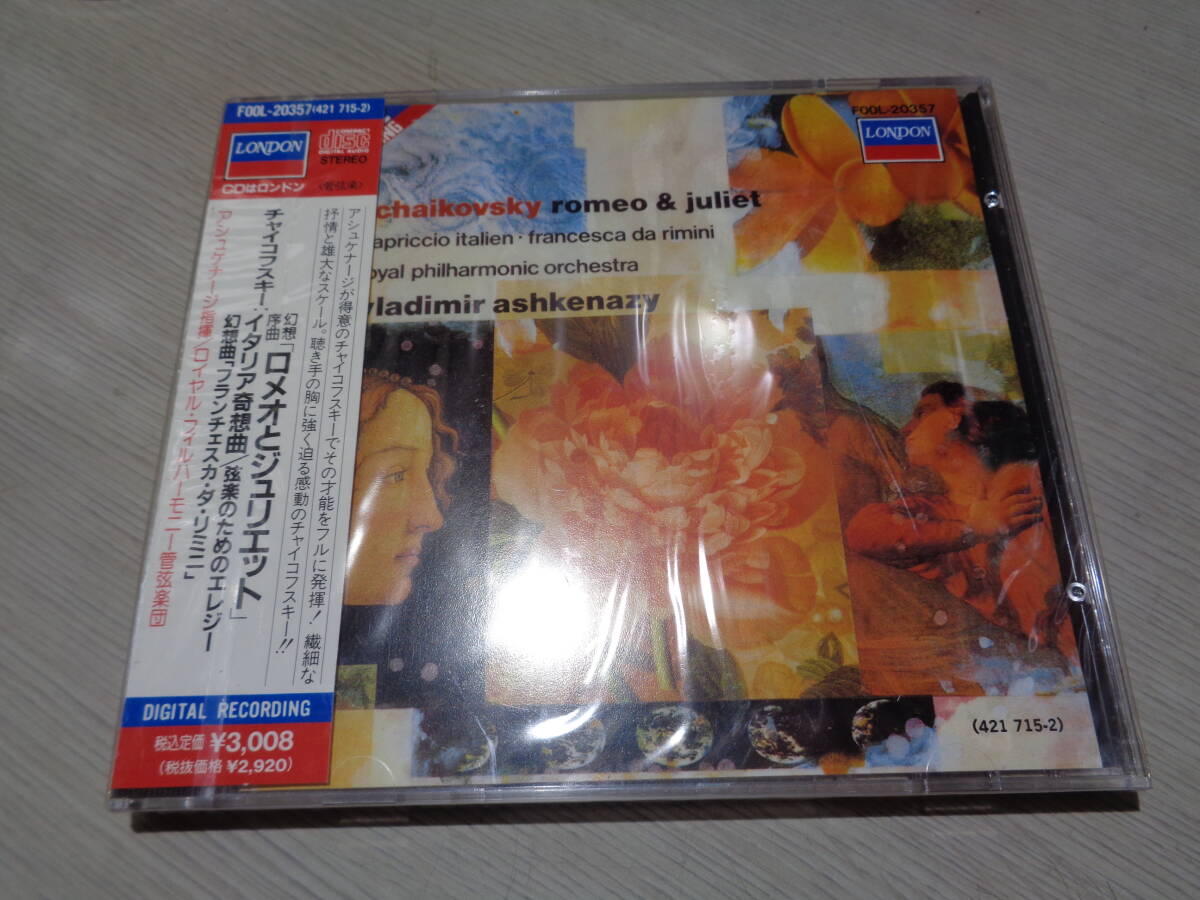 F00L-20357(421 715-2)
LONDON
COMPACT
disc
DIGITAL AUDIO
STEREO
CDはロンドン
〈管弦楽〉
アシュケナージが得意のチャイコフスキーでその才能をフルに発揮！ 繊細な
抒情と雄大なスケール。聴き手の胸に強く迫る感動のチャイコフスキー!!
チャイコフスキー：幻想序曲「ロメオとジュリエット」
イタリア奇想曲／弦楽のためのエレジー
幻想曲「フランチェスカ・ダ・リミニ」
アシュケナージ指揮／ロイヤル・フィルハーモニー管弦楽団
DIGITAL RECORDING
税込定価 ¥3,008
(税抜価格 ¥2,920)
F00L-20357
LONDON
chaikovsky romeo & juliet
apriccio italien · francesca da rimini
oyal philharmonic orchestra
vladimir ashkenazy
(421 715-2)